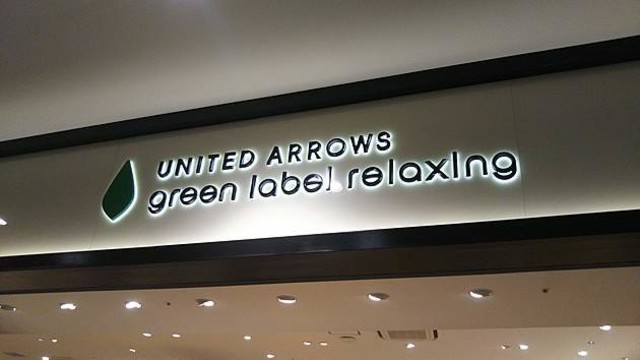 UNITED ARROWS
green label relaxing